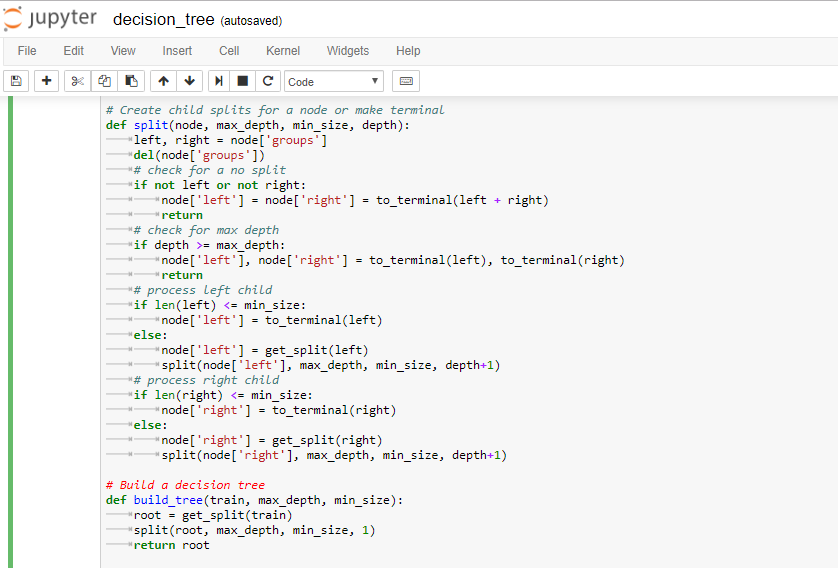 jupyter decision_tree (autosaved)
File Edit View Insert Cell Kernel Widgets Help
Code
# Create child splits for a node or make terminal
def split(node, max_depth, min_size, depth):
    left, right = node['groups']
    del(node['groups'])
    # check for a no split
    if not left or not right:
        node['left'] = node['right'] = to_terminal(left + right)
        return
    # check for max depth
    if depth >= max_depth:
        node['left'], node['right'] = to_terminal(left), to_terminal(right)
        return
    # process left child
    if len(left) <= min_size:
        node['left'] = to_terminal(left)
    else:
        node['left'] = get_split(left)
        split(node['left'], max_depth, min_size, depth+1)
    # process right child
    if len(right) <= min_size:
        node['right'] = to_terminal(right)
    else:
        node['right'] = get_split(right)
        split(node['right'], max_depth, min_size, depth+1)
# Build a decision tree
def build_tree(train, max_depth, min_size):
    root = get_split(train)
    split(root, max_depth, min_size, 1)
    return root